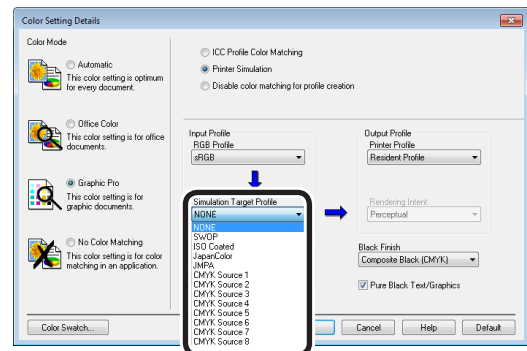 Color Setting Details
Color Mode
Automatic
This color setting is optimum
for every document.
Office Color
This color setting is for office
documents.
Graphic Pro
This color setting is for
graphic documents.
No Color Matching
This setting is for color
matching in an application.
ICC Profile Color Matching
Printer Simulation
Disable color matching for profile creation
Input Profile
RGB Profile
sRGB
Simulation Target Profile
NONE
NONE
SWOP
ISO Coated
JapanColor
JMPA
CMYK Source 1
CMYK Source 2
CMYK Source 3
CMYK Source 4
CMYK Source 5
CMYK Source 6
CMYK Source 7
CMYK Source 8
Output Profile
Printer Profile
Resident Profile
Rendering Intent
Perceptual
Black Finish
Composite Black (CMYK)
Pure Black Text/Graphics
Color Swatch...
Cancel
Help
Default